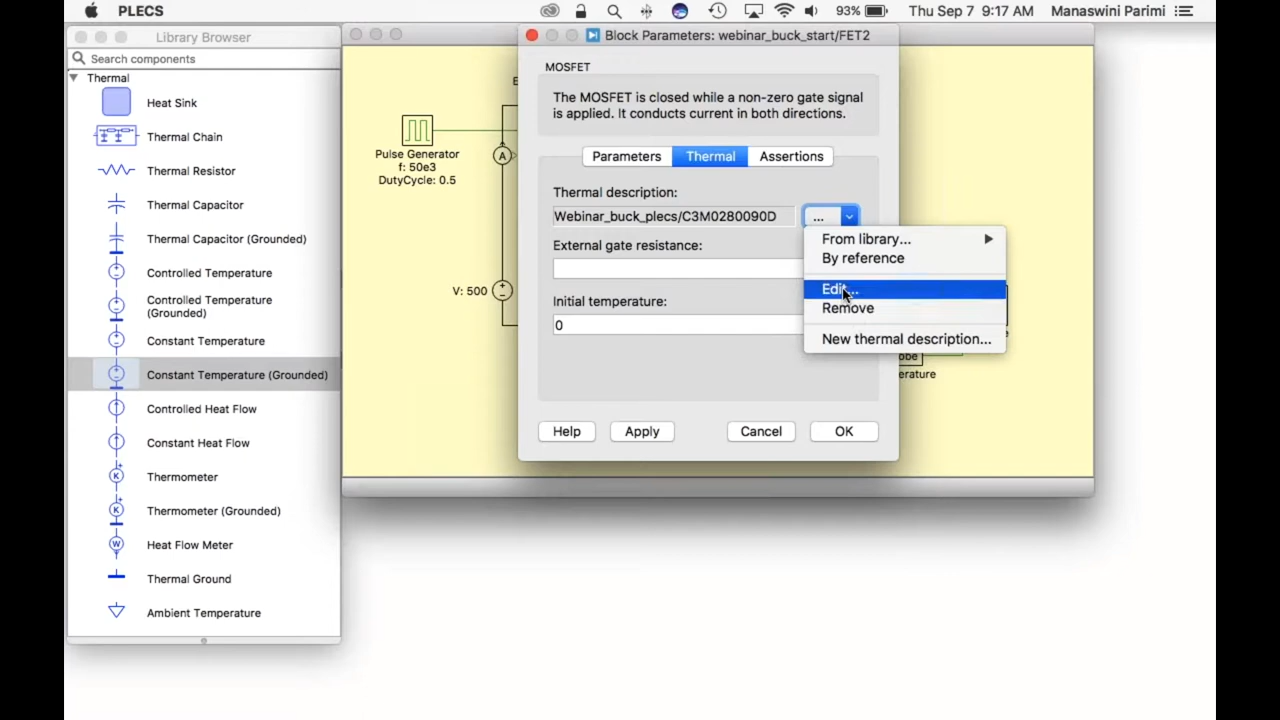 PLECS
93%
Thu Sep 7 9:17 AM
Manaswini Parimi
Library Browser
Search components
Thermal
Heat Sink
Thermal Chain
Thermal Resistor
Thermal Capacitor
Thermal Capacitor (Grounded)
Controlled Temperature
Controlled Temperature
(Grounded)
Constant Temperature
Constant Temperature (Grounded)
Controlled Heat Flow
Constant Heat Flow
K
Thermometer
K
Thermometer (Grounded)
W
Heat Flow Meter
Thermal Ground
Ambient Temperature
Pulse Generator
f: 50e3
DutyCycle: 0.5
A
V: 500
Block Parameters: webinar_buck_start/FET2
MOSFET
The MOSFET is closed while a non-zero gate signal
is applied. It conducts current in both directions.
Parameters
Thermal
Assertions
Thermal description:
Webinar_buck_plecs/C3M0280090D
...
External gate resistance:
Initial temperature:
0
From library...
By reference
Edit...
Remove
New thermal description...
obe
erature
Help
Apply
Cancel
OK